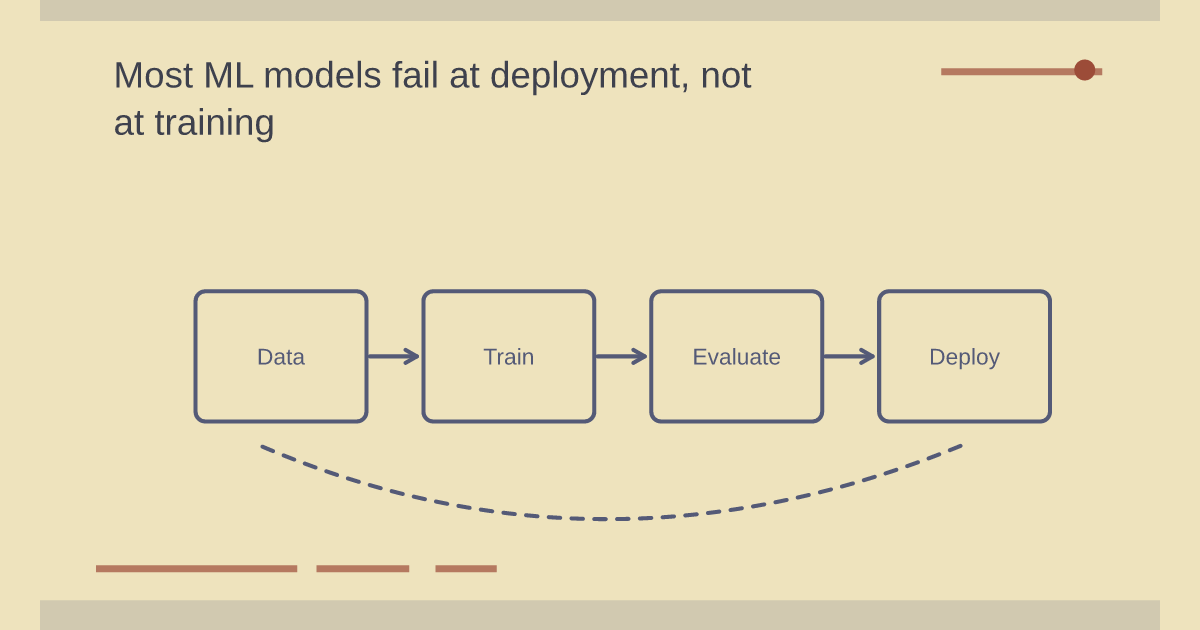 Most ML models fail at deployment, not
at training
Data
Train
Evaluate
Deploy